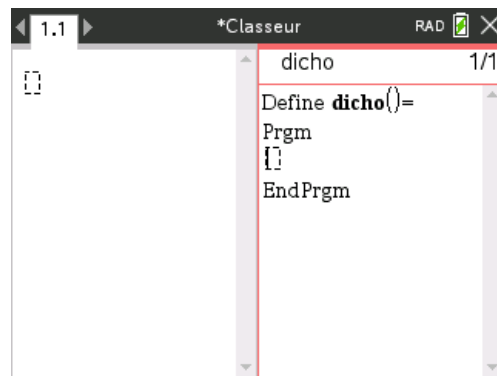 1.1
*Classeur
RAD
dicho
1/1
Define dicho()=
Prgm
EndPrgm